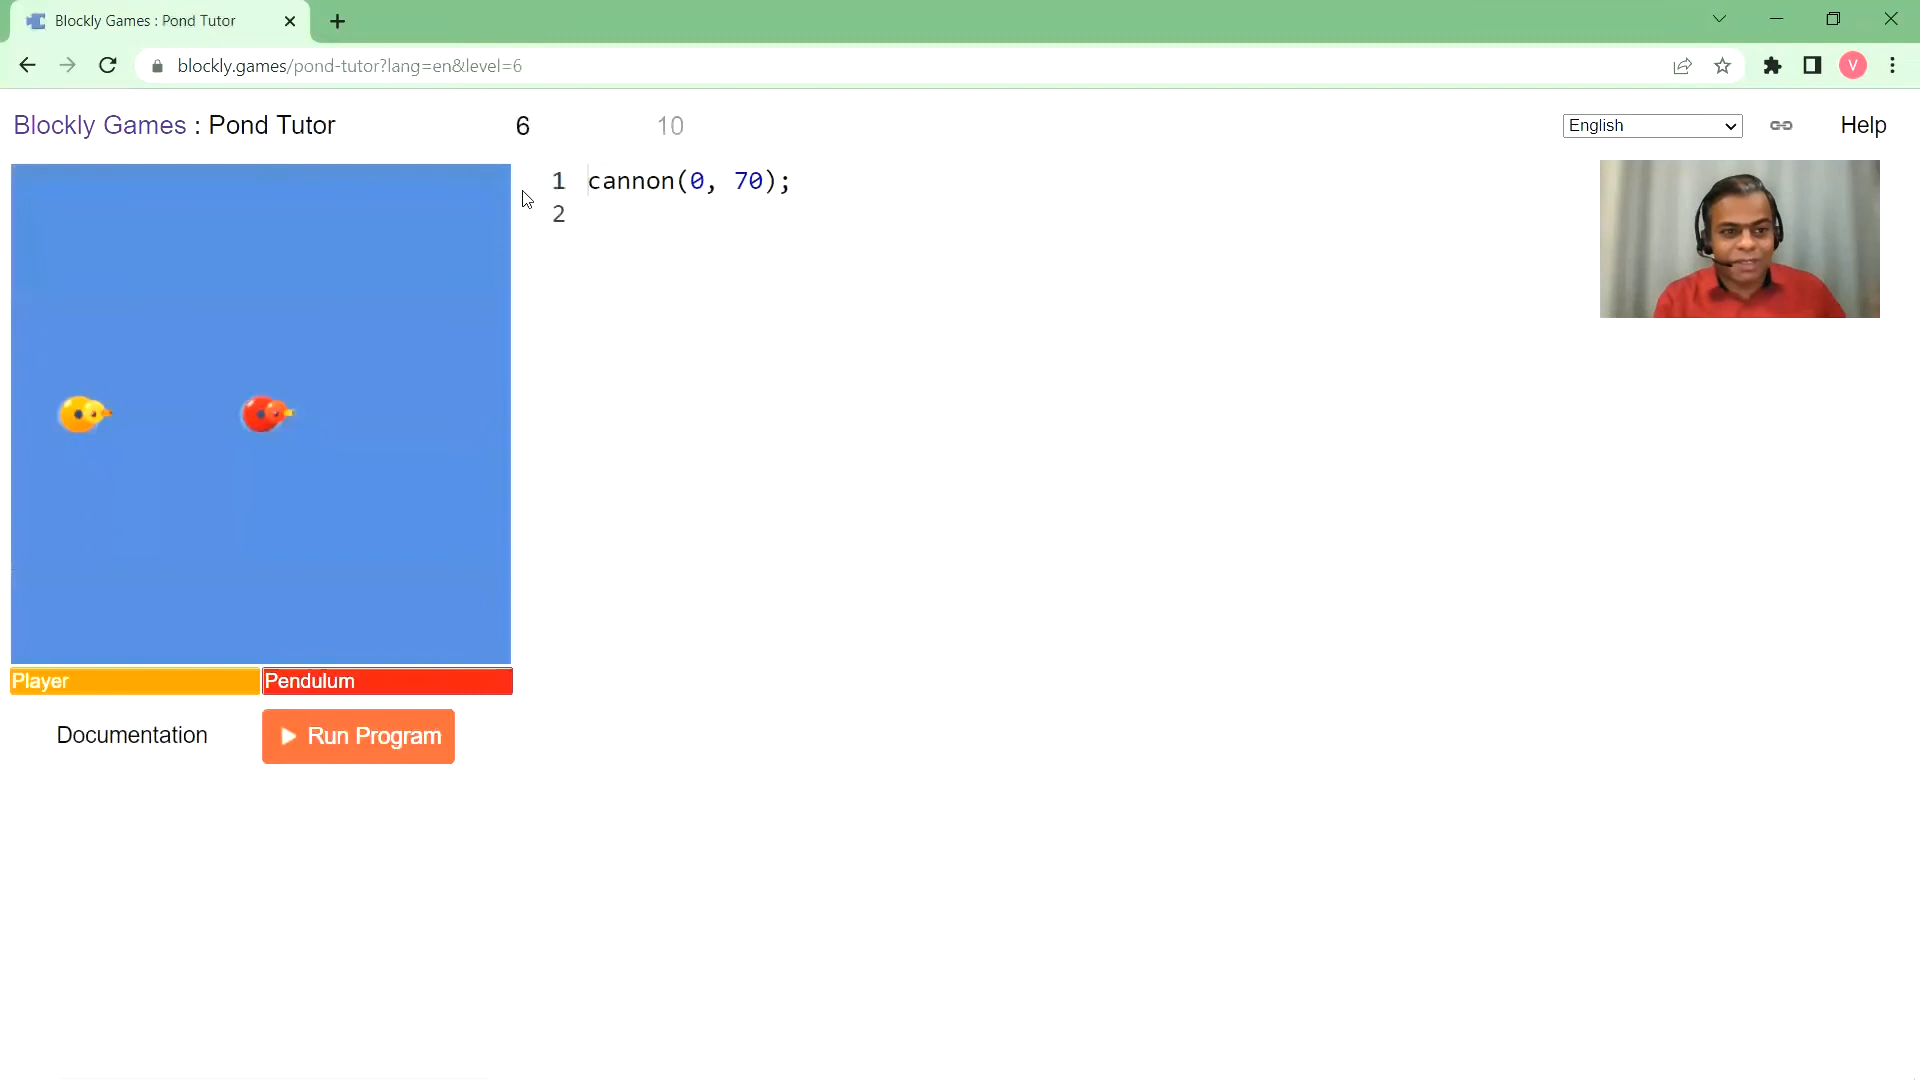 Blockly Games : Pond Tutor
blockly.games/pond-tutor?lang=en&level=6
V
Blockly Games : Pond Tutor
6
10
English
Help
1 cannon(0, 70);
2
Player
Pendulum
Documentation
Run Program